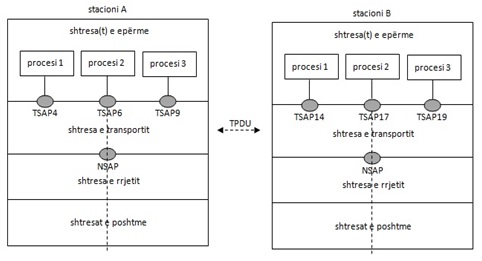 stacioni A
shtresa(t) e epërme
procesi 1
procesi 2
procesi 3
TSAP4
TSAP6
TSAP9
shtresa e transportit
NSAP
shtresa e rrjetit
shtresat e poshtme
TPDU
stacioni B
shtresa(t) e epërme
procesi 1
procesi 2
procesi 3
TSAP14
TSAP17
TSAP19
shtresa e transportit
NSAP
shtresa e rrjetit
shtresat e poshtme